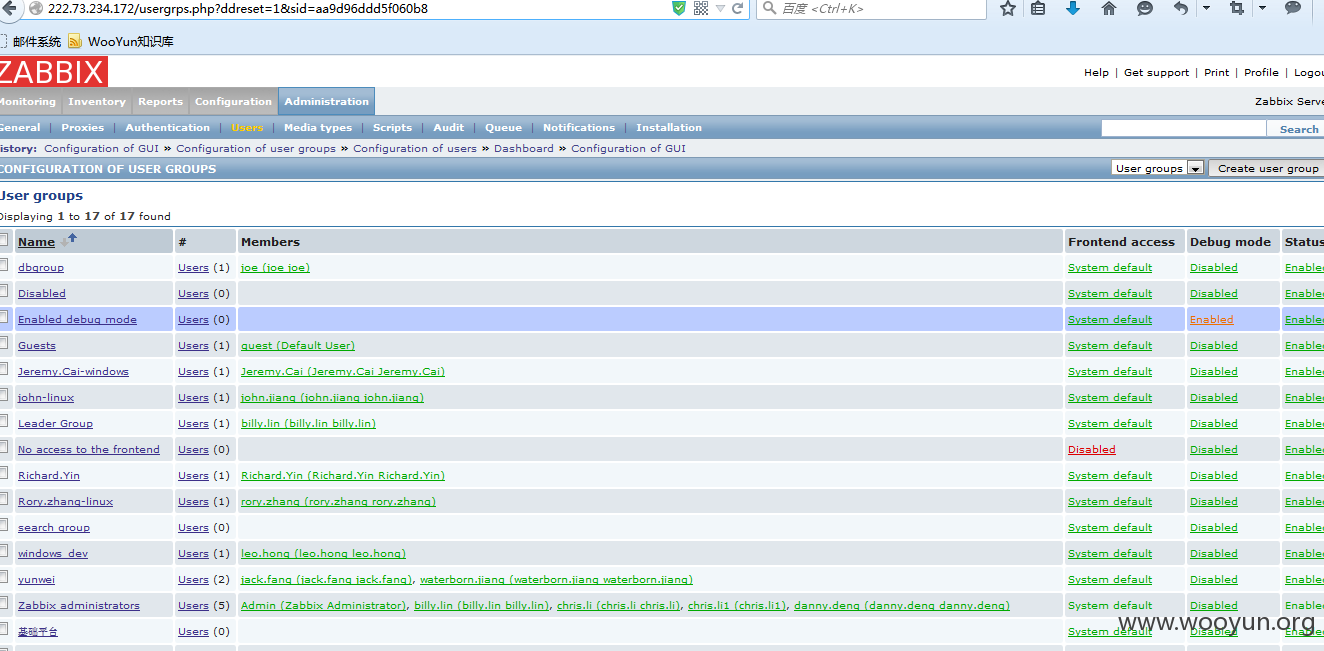 222.73.234.172/usergrps.php?ddreset=1&sid=aa9d96ddd5f060b8 百度 <Ctrl+K>
邮件系统 WooYun知识库
ZABBIX
Help | Get support | Print | Profile | Logou
Monitoring Inventory Reports Configuration Administration Zabbix Serve
General | Proxies | Authentication | Users | Media types | Scripts | Audit | Queue | Notifications | Installation Search
istory: Configuration of GUI » Configuration of user groups » Configuration of users » Dashboard » Configuration of GUI
CONFIGURATION OF USER GROUPS User groups Create user group
User groups
Displaying 1 to 17 of 17 found
Name # Members Frontend access Debug mode Status
dbgroup Users (1) joe (joe joe) System default Disabled Enable
Disabled Users (0) System default Disabled Enable
Enabled debug mode Users (0) System default Enabled Enable
Guests Users (1) guest (Default User) System default Disabled Enable
Jeremy.Cai-windows Users (1) Jeremy.Cai (Jeremy.Cai Jeremy.Cai) System default Disabled Enable
john-linux Users (1) john.jiang (john.jiang john.jiang) System default Disabled Enable
Leader Group Users (1) billy.lin (billy.lin billy.lin) System default Disabled Enable
No access to the frontend Users (0) Disabled Disabled Enable
Richard.Yin Users (1) Richard.Yin (Richard.Yin Richard.Yin) System default Disabled Enable
Rory.zhang-linux Users (1) rory.zhang (rory.zhang rory.zhang) System default Disabled Enable
search group Users (0) System default Disabled Enable
windows dev Users (1) leo.hong (leo.hong leo.hong) System default Disabled Enable
yunwei Users (2) jack.fang (jack.fang jack.fang), waterborn.jiang (waterborn.jiang waterborn.jiang) System default Disabled Enable
Zabbix administrators Users (5) Admin (Zabbix Administrator), billy.lin (billy.lin billy.lin), chris.li (chris.li chris.li), chris.li1 (chris.li1), danny.deng (danny.deng danny.deng) System default Disabled Enable
基础平台 Users (0) System default Disabled Enable
www.wooyun.org